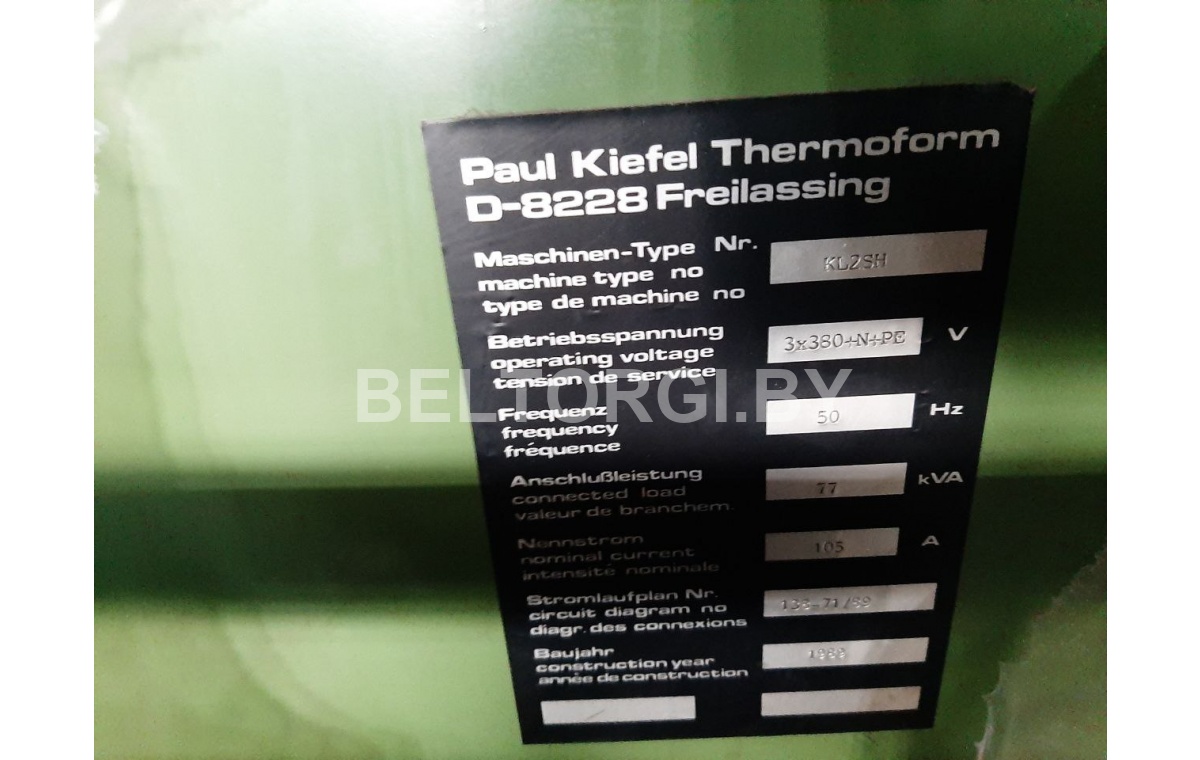 Paul Kiefel Thermoform
D-8228 Freilassing
Maschinen-Type Nr.
machine type no
type de machine no
KL2SH
Betriebsspannung
operating voltage
tension de service
3x380+N+PE V
Frequenz
frequency
fréquence
50 Hz
Anschlußleistung
connected load
valeur de branchem.
77 kVA
Nennstrom
nominal current
intensité nominale
105 A
Stromlaufplan Nr.
circuit diagram no
diagr. des connexions
Baujahr
construction year
année de construction
1989
BELTORGI.BY